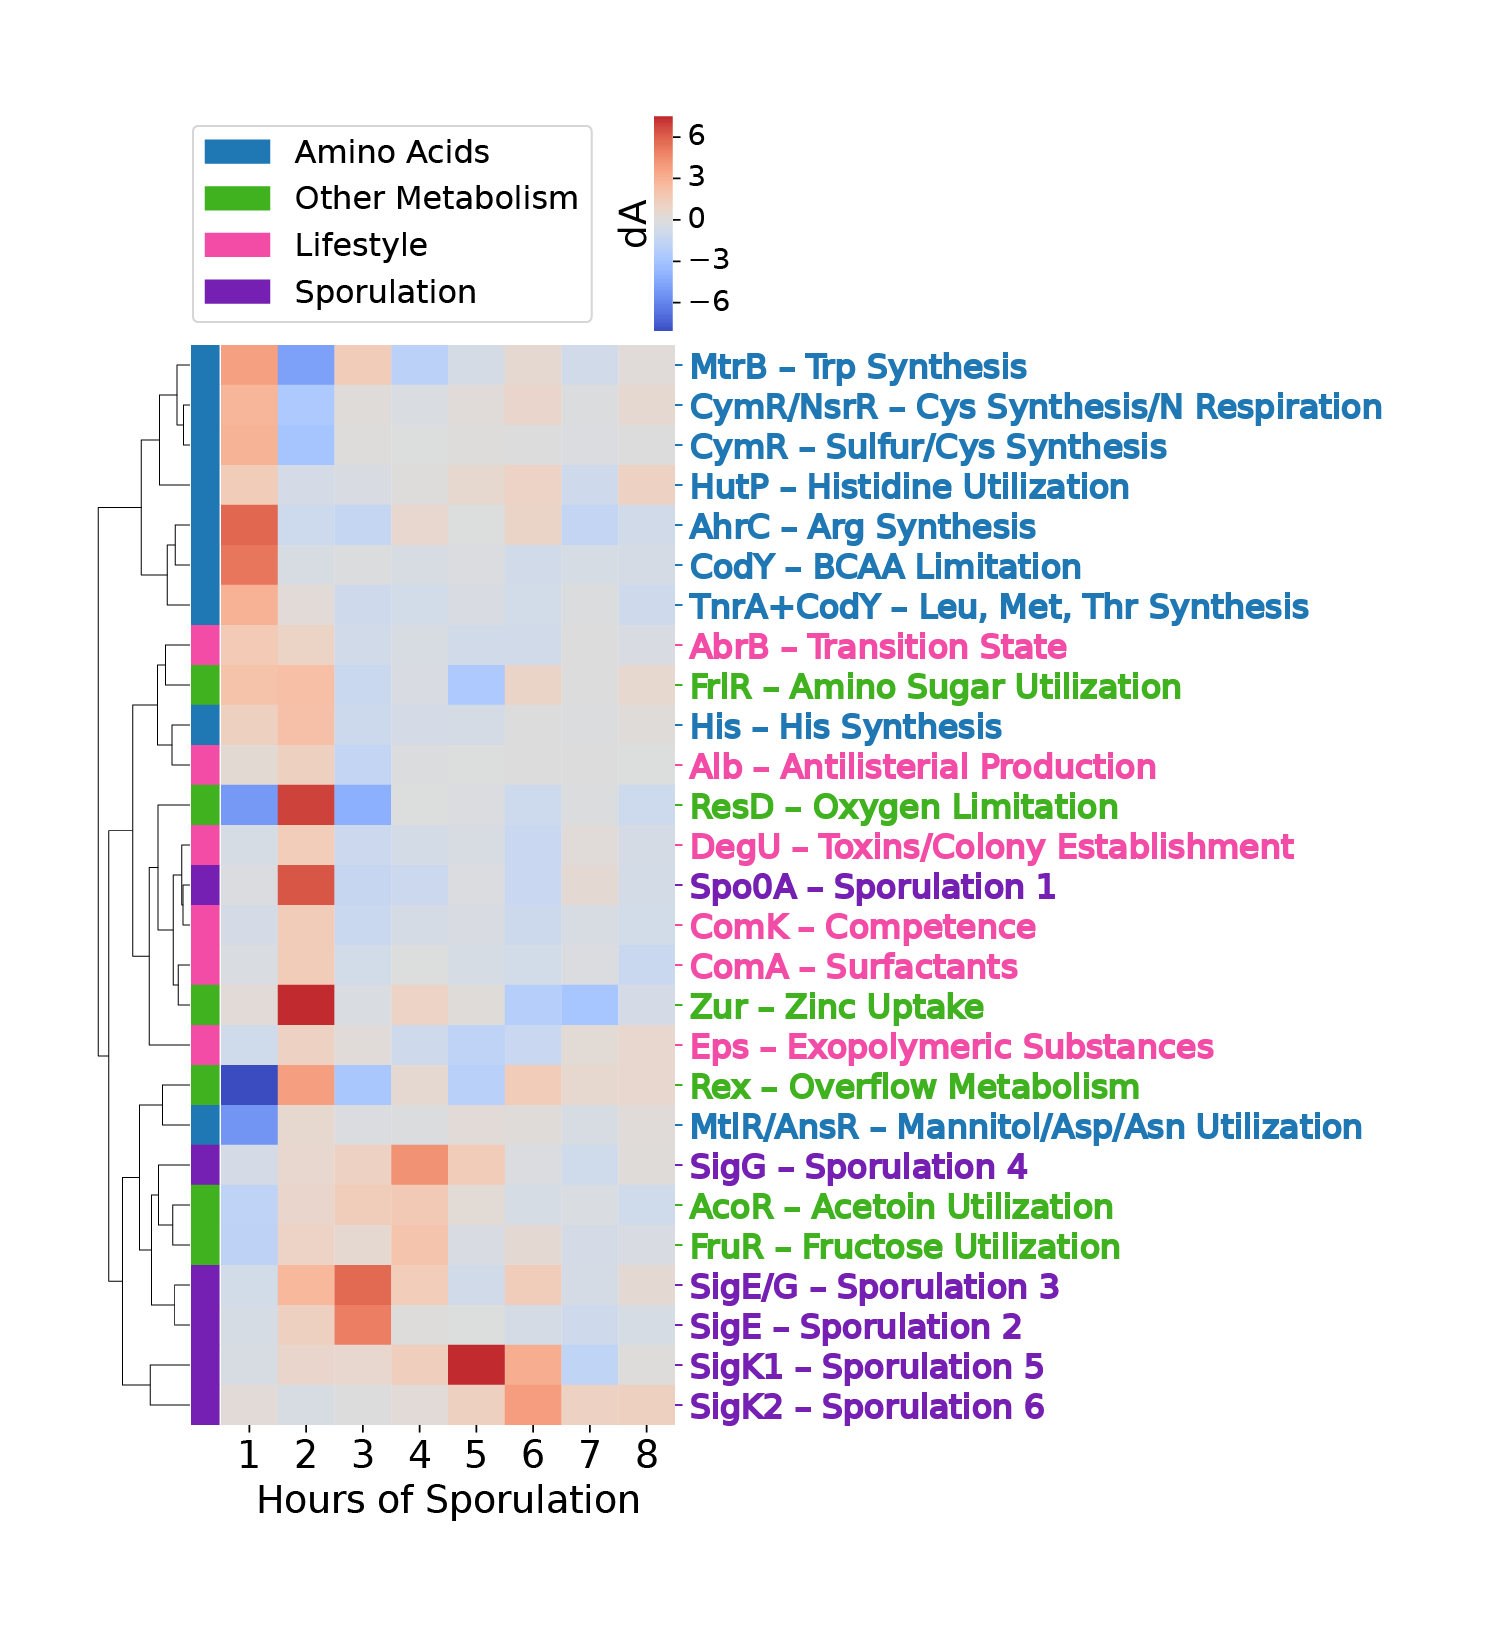 Amino Acids
Other Metabolism
Lifestyle
Sporulation
dA
6
3
0
−3
−6
MtrB – Trp Synthesis
CymR/NsrR – Cys Synthesis/N Respiration
CymR – Sulfur/Cys Synthesis
HutP – Histidine Utilization
AhrC – Arg Synthesis
CodY – BCAA Limitation
TnrA+CodY – Leu, Met, Thr Synthesis
AbrB – Transition State
FrlR – Amino Sugar Utilization
His – His Synthesis
Alb – Antilisterial Production
ResD – Oxygen Limitation
DegU – Toxins/Colony Establishment
Spo0A – Sporulation 1
ComK – Competence
ComA – Surfactants
Zur – Zinc Uptake
Eps – Exopolymeric Substances
Rex – Overflow Metabolism
MtlR/AnsR – Mannitol/Asp/Asn Utilization
SigG – Sporulation 4
AcoR – Acetoin Utilization
FruR – Fructose Utilization
SigE/G – Sporulation 3
SigE – Sporulation 2
SigK1 – Sporulation 5
SigK2 – Sporulation 6
1 2 3 4 5 6 7 8
Hours of Sporulation